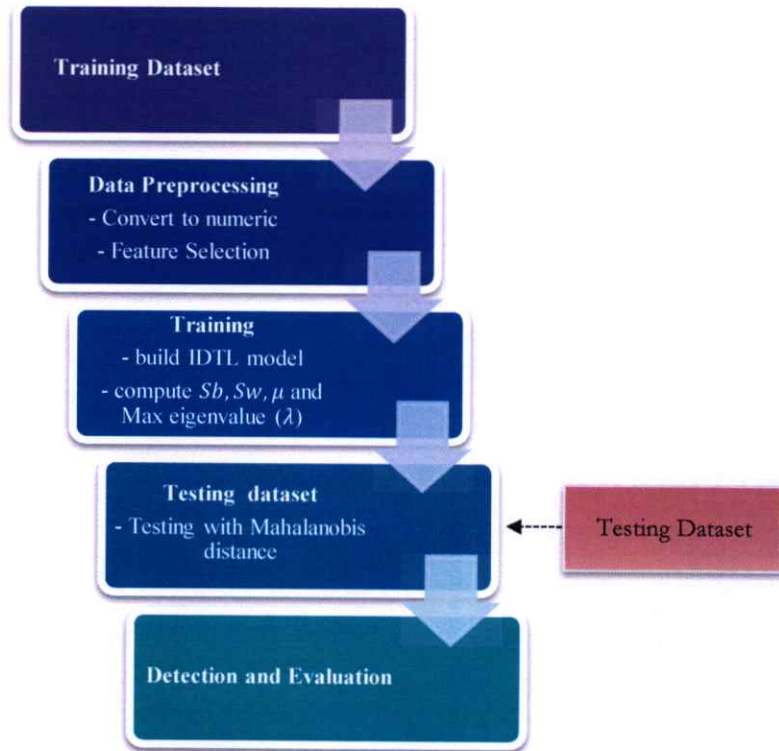 Training Dataset
Data Preprocessing
- Convert to numeric
- Feature Selection
Training
- build IDTL model
- compute Sb, Sw, μ and
Max eigenvalue (λ)
Testing dataset
- Testing with Mahalanobis
distance
Testing Dataset
Detection and Evaluation